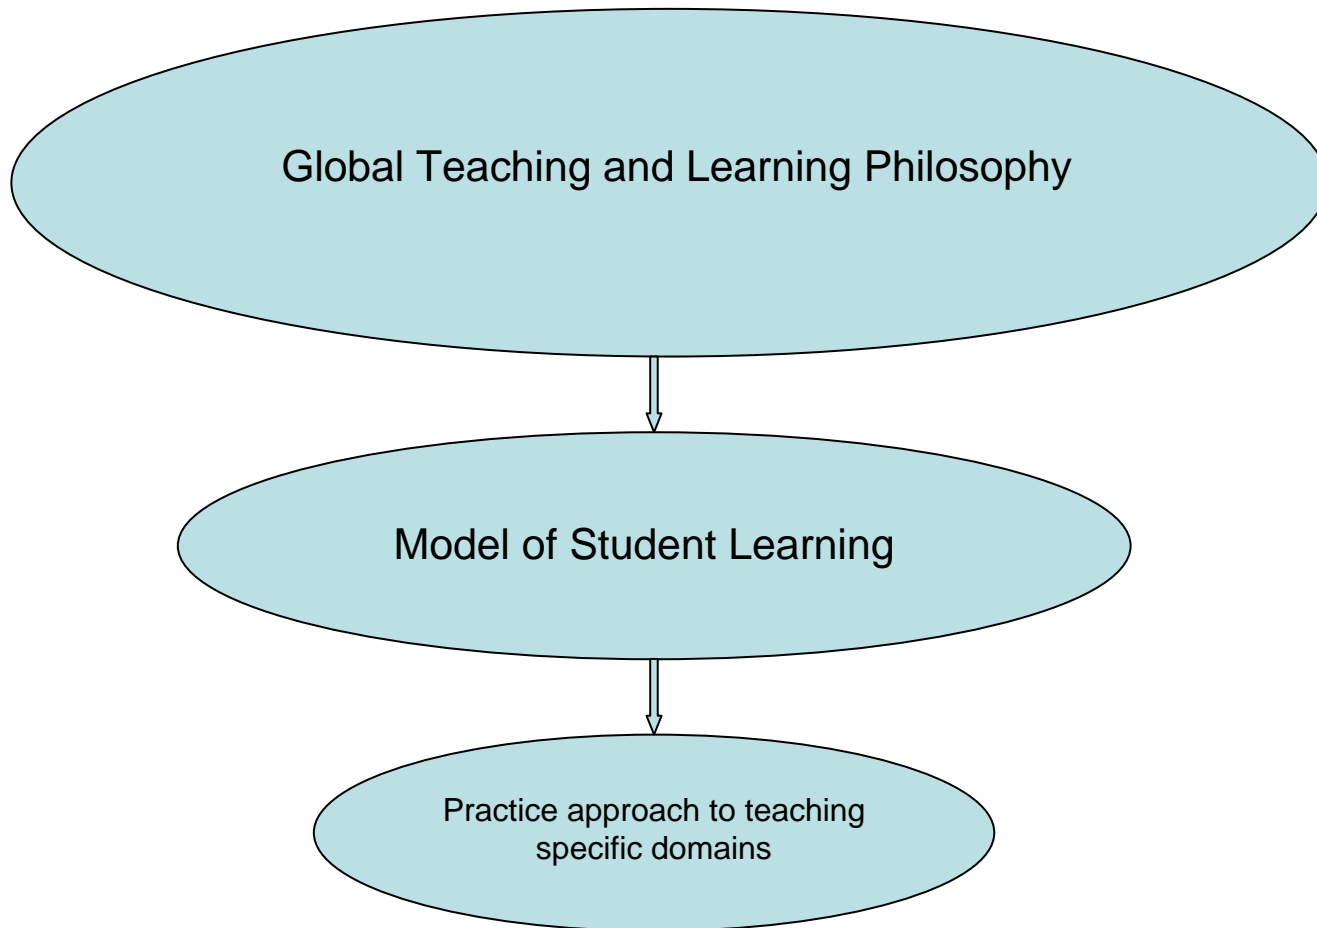 Global Teaching and Learning Philosophy
Model of Student Learning
Practice approach to teaching
specific domains